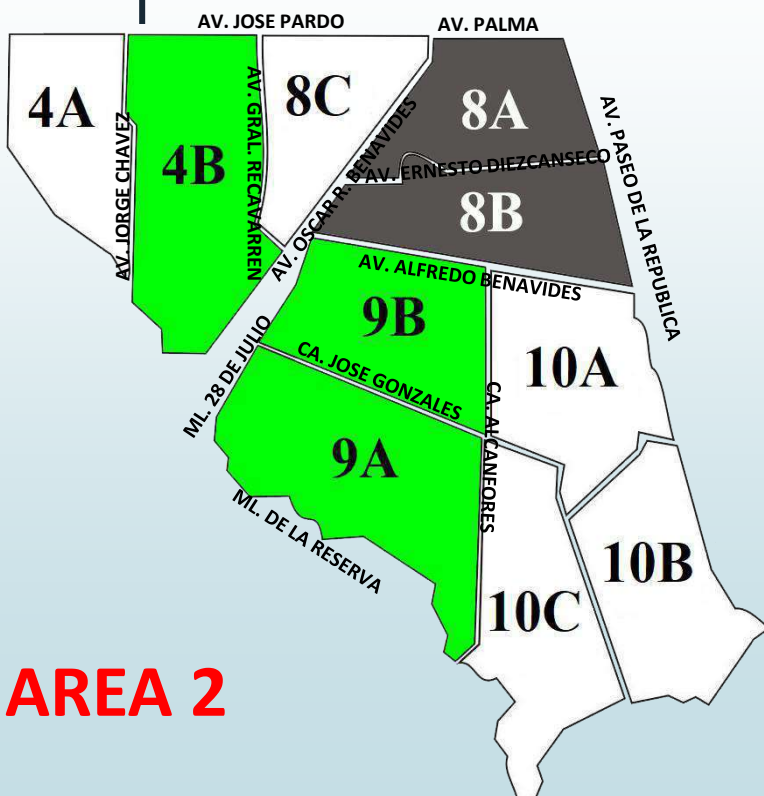 AV. JOSE PARDO
AV. PALMA
4A
4B
8C
8A
8B
AV. JORGE CHAVEZ
AV. GRAL. RECAVARREN
AV. OSCAR R. BENAVIDES
AV. ERNESTO DIEZCANSECO
AV. PASEO DE LA REPUBLICA
AV. ALFREDO BENAVIDES
9B
10A
ML. 28 DE JULIO
CA. JOSE GONZALES
CA. ALCANFORES
9A
ML. DE LA RESERVA
10B
10C
AREA 2